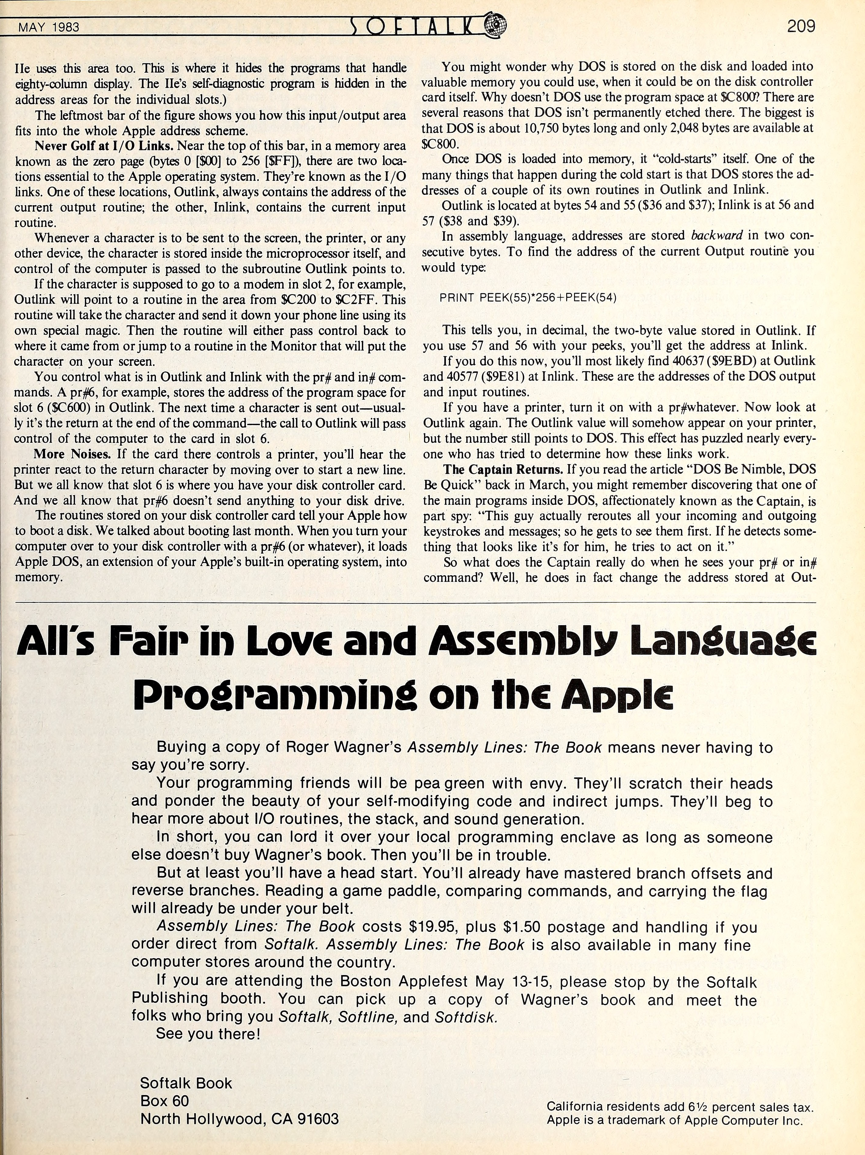 MAY 1983
SOFTALK
209
IIe uses this area too. This is where it hides the programs that handle
eighty-column display. The IIe's self-diagnostic program is hidden in the
address areas for the individual slots.)
The leftmost bar of the figure shows you how this input/output area
fits into the whole Apple address scheme.
Never Golf at I/O Links. Near the top of this bar, in a memory area
known as the zero page (bytes 0 [$00] to 256 [$FF]), there are two loca-
tions essential to the Apple operating system. They're known as the I/O
links. One of these locations, Outlink, always contains the address of the
current output routine; the other, Inlink, contains the current input
routine.
Whenever a character is to be sent to the screen, the printer, or any
other device, the character is stored inside the microprocessor itself, and
control of the computer is passed to the subroutine Outlink points to.
If the character is supposed to go to a modem in slot 2, for example,
Outlink will point to a routine in the area from $C200 to $C2FF. This
routine will take the character and send it down your phone line using its
own special magic. Then the routine will either pass control back to
where it came from or jump to a routine in the Monitor that will put the
character on your screen.
You control what is in Outlink and Inlink with the pr# and in# com-
mands. A pr#6, for example, stores the address of the program space for
slot 6 ($C600) in Outlink. The next time a character is sent out—usual-
ly it's the return at the end of the command—the call to Outlink will pass
control of the computer to the card in slot 6.
More Noises. If the card there controls a printer, you'll hear the
printer react to the return character by moving over to start a new line.
But we all know that slot 6 is where you have your disk controller card.
And we all know that pr#6 doesn't send anything to your disk drive.
The routines stored on your disk controller card tell your Apple how
to boot a disk. We talked about booting last month. When you turn your
computer over to your disk controller with a pr#6 (or whatever), it loads
Apple DOS, an extension of your Apple's built-in operating system, into
memory.
You might wonder why DOS is stored on the disk and loaded into
valuable memory you could use, when it could be on the disk controller
card itself. Why doesn't DOS use the program space at $C800? There are
several reasons that DOS isn't permanently etched there. The biggest is
that DOS is about 10,750 bytes long and only 2,048 bytes are available at
$C800.
Once DOS is loaded into memory, it "cold-starts" itself. One of the
many things that happen during the cold start is that DOS stores the ad-
dresses of a couple of its own routines in Outlink and Inlink.
Outlink is located at bytes 54 and 55 ($36 and $37); Inlink is at 56 and
57 ($38 and $39).
In assembly language, addresses are stored backward in two con-
secutive bytes. To find the address of the current Output routine you
would type:
PRINT PEEK(55)*256+PEEK(54)
This tells you, in decimal, the two-byte value stored in Outlink. If
you use 57 and 56 with your peeks, you'll get the address at Inlink.
If you do this now, you'll most likely find 40637 ($9EBD) at Outlink
and 40577 ($9E81) at Inlink. These are the addresses of the DOS output
and input routines.
If you have a printer, turn it on with a pr#whatever. Now look at
Outlink again. The Outlink value will somehow appear on your printer,
but the number still points to DOS. This effect has puzzled nearly every-
one who has tried to determine how these links work.
The Captain Returns. If you read the article "DOS Be Nimble, DOS
Be Quick" back in March, you might remember discovering that one of
the main programs inside DOS, affectionately known as the Captain, is
part spy: "This guy actually reroutes all your incoming and outgoing
keystrokes and messages; so he gets to see them first. If he detects some-
thing that looks like it's for him, he tries to act on it."
So what does the Captain really do when he sees your pr# or in#
command? Well, he does in fact change the address stored at Out-
All's Fair in Love and Assembly Language
Programming on the Apple
Buying a copy of Roger Wagner's Assembly Lines: The Book means never having to
say you're sorry.
Your programming friends will be pea green with envy. They'll scratch their heads
and ponder the beauty of your self-modifying code and indirect jumps. They'll beg to
hear more about I/O routines, the stack, and sound generation.
In short, you can lord it over your local programming enclave as long as someone
else doesn't buy Wagner's book. Then you'll be in trouble.
But at least you'll have a head start. You'll already have mastered branch offsets and
reverse branches. Reading a game paddle, comparing commands, and carrying the flag
will already be under your belt.
Assembly Lines: The Book costs $19.95, plus $1.50 postage and handling if you
order direct from Softalk. Assembly Lines: The Book is also available in many fine
computer stores around the country.
If you are attending the Boston Applefest May 13-15, please stop by the Softalk
Publishing booth. You can pick up a copy of Wagner's book and meet the
folks who bring you Softalk, Softline, and Softdisk.
See you there!
Softalk Book
Box 60
North Hollywood, CA 91603
California residents add 6½ percent sales tax.
Apple is a trademark of Apple Computer Inc.